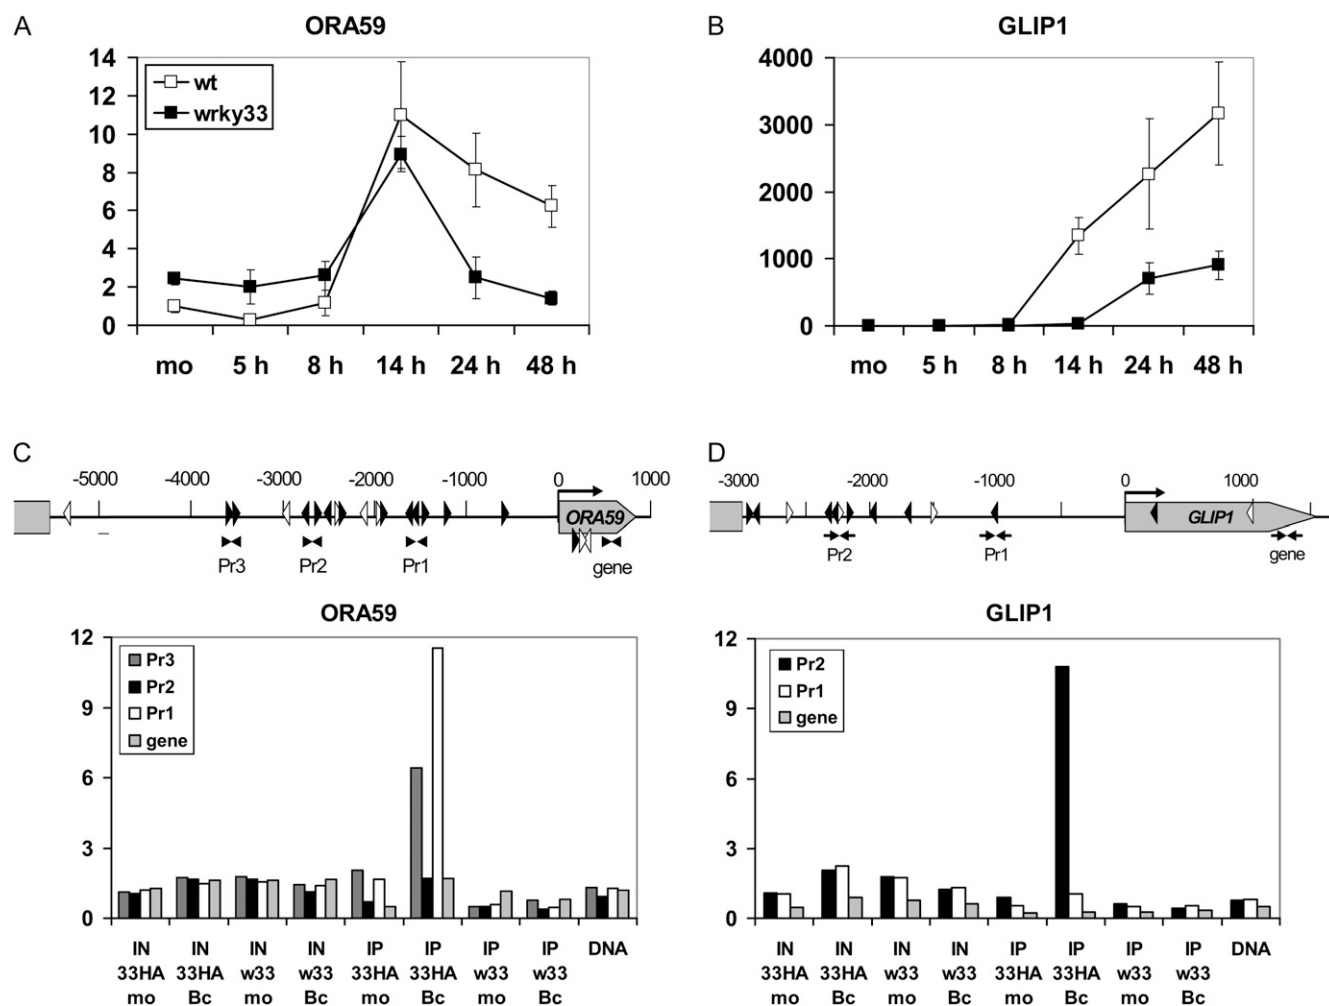 A
ORA59
14
12
10
8
6
4
2
0
wt
wrky33
mo 5 h 8 h 14 h 24 h 48 h
B
GLIP1
4000
3000
2000
1000
0
mo 5 h 8 h 14 h 24 h 48 h
C
-5000 -4000 -3000 -2000 -1000 0 1000
ORA59
Pr3 Pr2 Pr1 gene
ORA59
12
9
6
3
0
Pr3
Pr2
Pr1
gene
IN IN IN IN IP IP IP IP DNA
33HA 33HA w33 w33 33HA 33HA w33 w33
mo Bc mo Bc mo Bc mo Bc
D
-3000 -2000 -1000 0 1000
GLIP1
Pr2 Pr1 gene
GLIP1
12
9
6
3
0
Pr2
Pr1
gene
IN IN IN IN IP IP IP IP DNA
33HA 33HA w33 w33 33HA 33HA w33 w33
mo Bc mo Bc mo Bc mo Bc